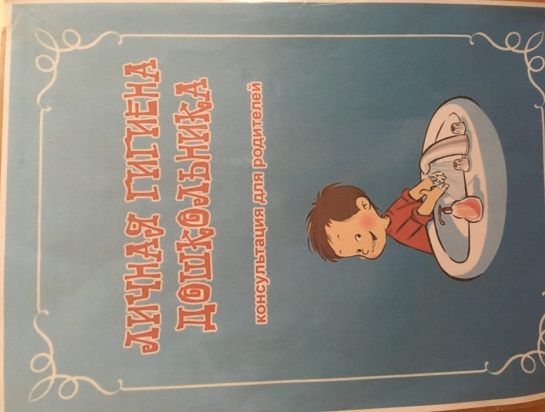 ЛИЧНАЯ ГИГИЕНА
ДОШКОЛЬНИКА
консультация для родителей